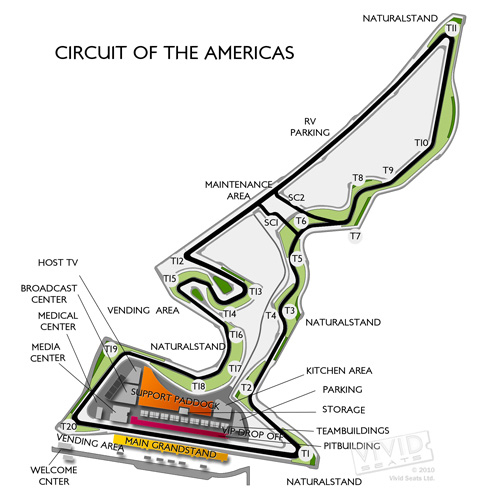 NATURALSTAND
T11
CIRCUIT OF THE AMERICAS
RV
PARKING
T10
T9
T8
MAINTENANCE
AREA
SC2
SC1
T6
T7
T12
T5
HOST TV
T15
T13
BROADCAST
CENTER
VENDING AREA
T14
T4
T3
NATURALSTAND
MEDICAL
CENTER
T16
MEDIA
CENTER
T19
NATURALSTAND
T17
KITCHEN AREA
T18
T2
SUPPORT PADDOCK
PARKING
STORAGE
T20
VIP-DROP OFF
TEAMBUILDINGS
VENDING AREA
MAIN GRANDSTAND
PITBUILDING
T1
WELCOME
CNTER
NATURALSTAND
VIVID
SEATS
© 2010
Vivid Seats Ltd.